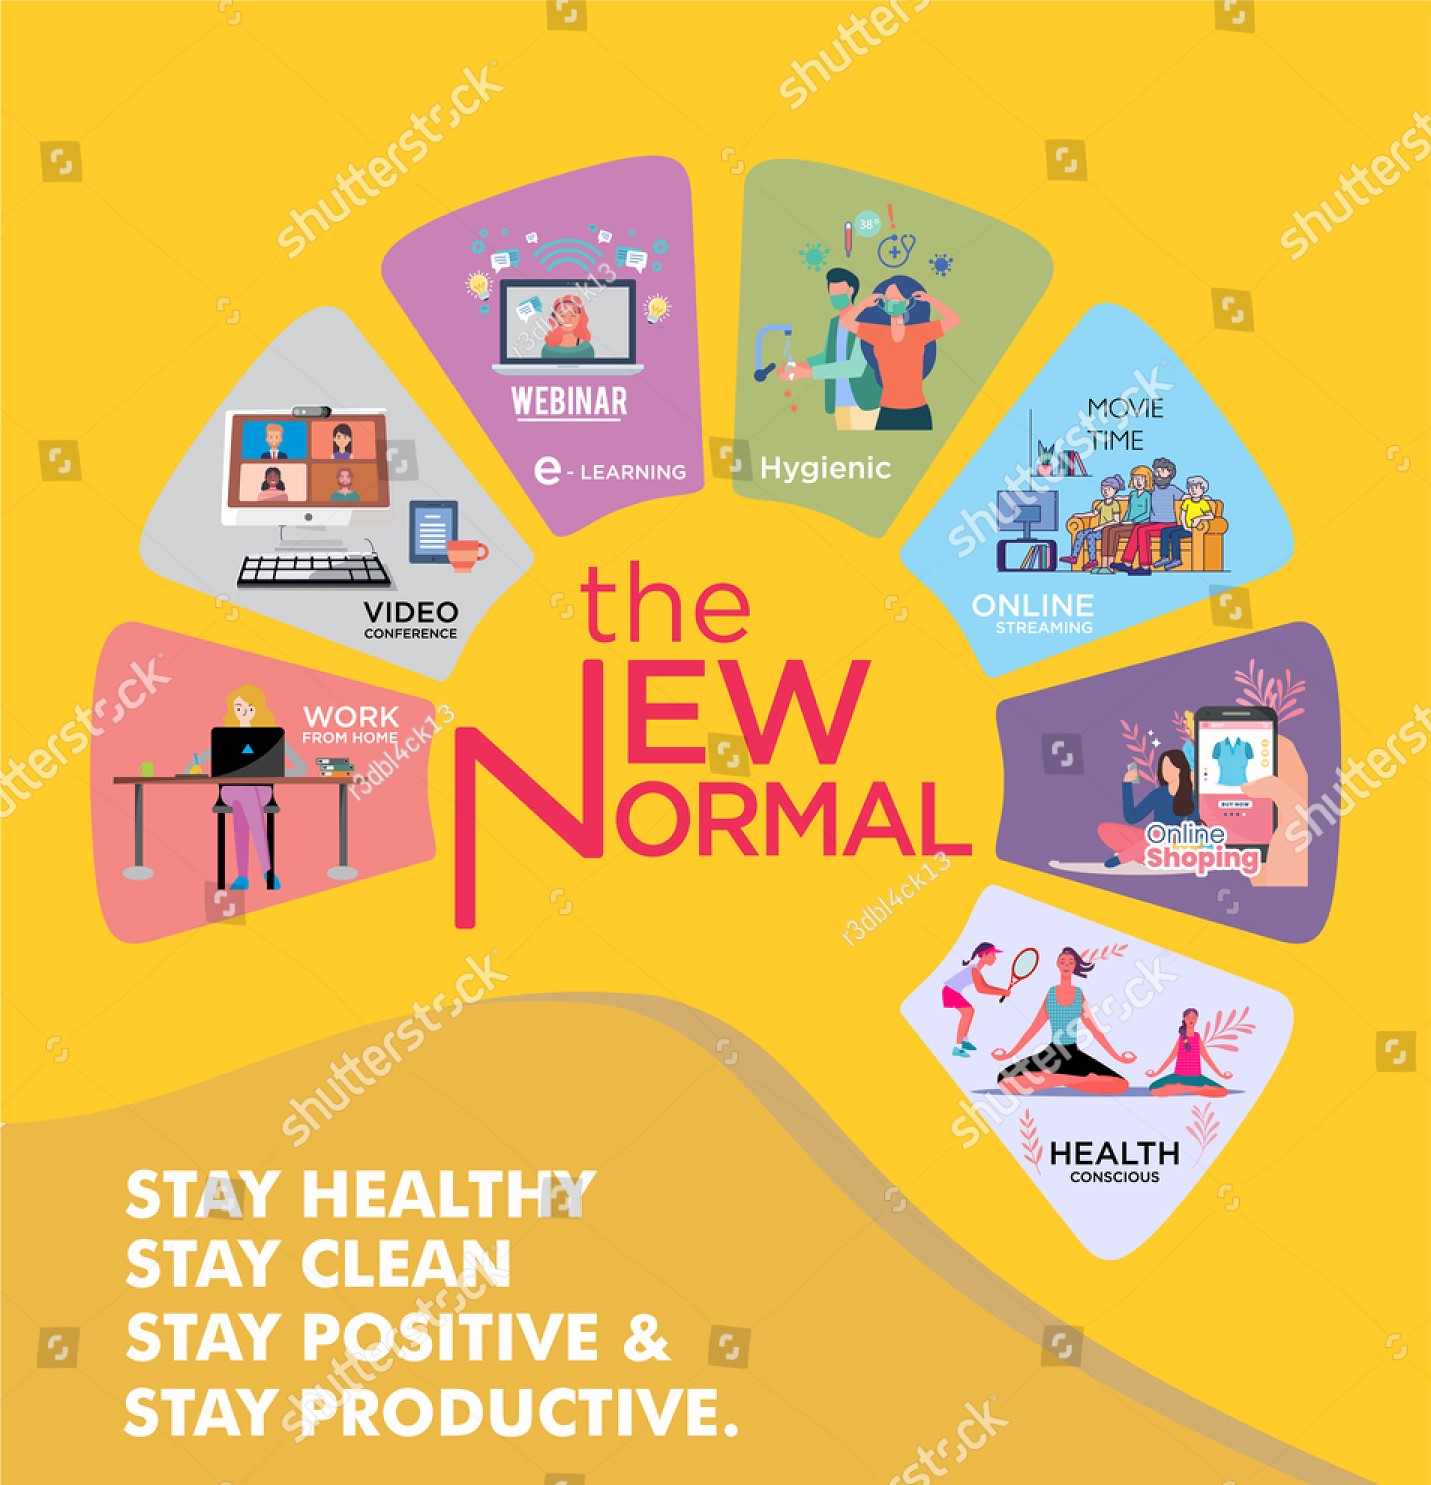 38°
WEBINAR
e - LEARNING
Hygienic
MOVIE
TIME
VIDEO
CONFERENCE
ONLINE
STREAMING
WORK
FROM HOME
the
NEW
NORMAL
BUY NOW
Online
Shoping
HEALTH
CONSCIOUS
STAY HEALTHY
STAY CLEAN
STAY POSITIVE &
STAY PRODUCTIVE.
shutterstock
r3dbl4ck13